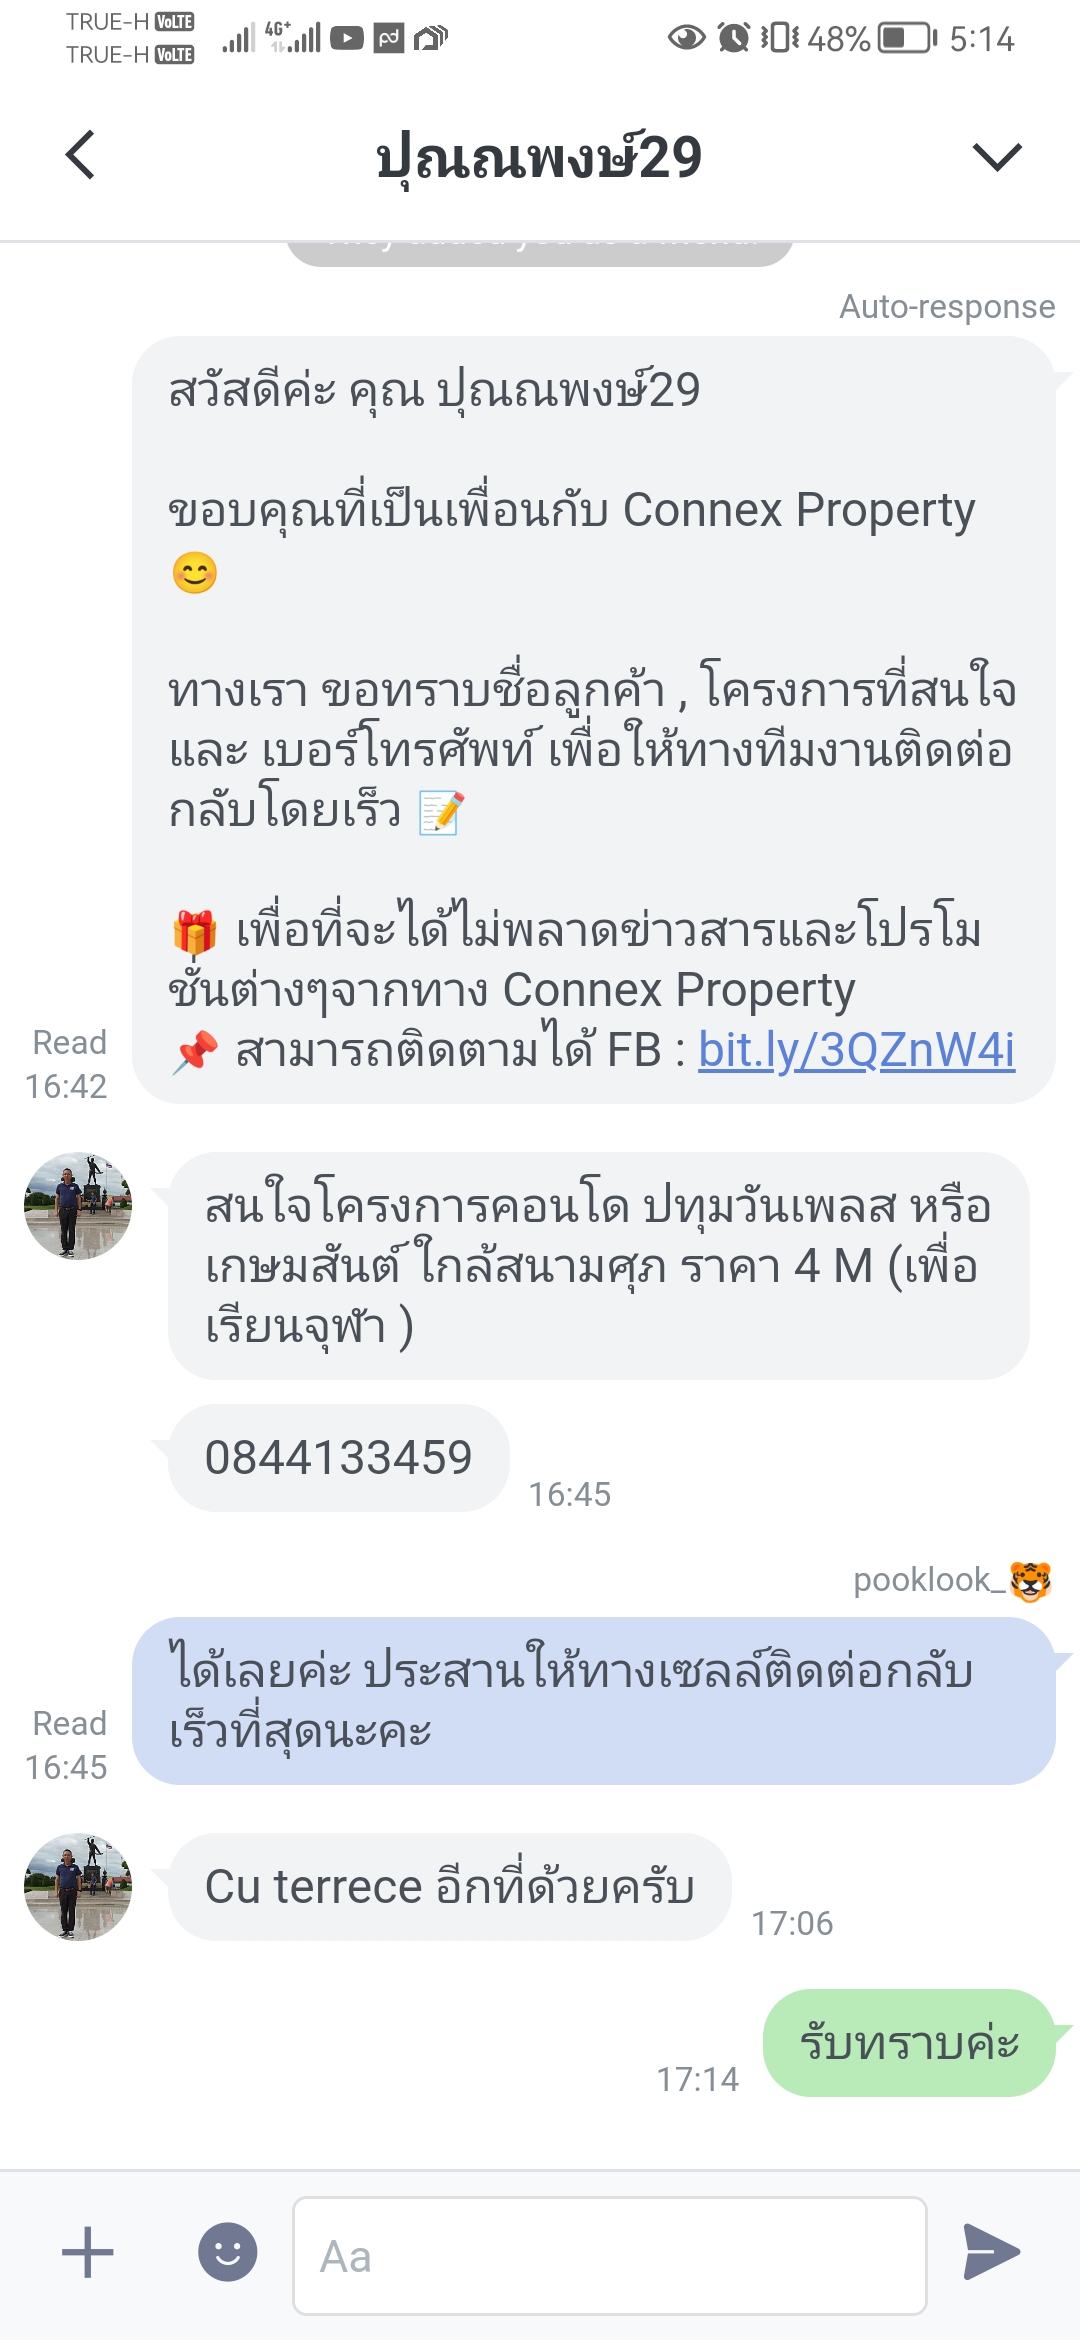 TRUE-H VoLTE
TRUE-H VoLTE
4G+
48%
5:14
ปุณณพงษ์29
Auto-response
สวัสดีค่ะ คุณ ปุณณพงษ์29
ขอบคุณที่เป็นเพื่อนกับ Connex Property
😊
ทางเรา ขอทราบชื่อลูกค้า , โครงการที่สนใจ
และ เบอร์โทรศัพท์ เพื่อให้ทางทีมงานติดต่อ
กลับโดยเร็ว 📝
🎁 เพื่อที่จะได้ไม่พลาดข่าวสารและโปรโม
ชั่นต่างๆจากทาง Connex Property
📌 สามารถติดตามได้ FB : bit.ly/3QZnW4i
Read
16:42
สนใจโครงการคอนโด ปทุมวันเพลส หรือ
เกษมสันต์ ใกล้สนามศุภ ราคา 4 M (เพื่อ
เรียนจุฬา )
0844133459
16:45
pooklook_🐯
ได้เลยค่ะ ประสานให้ทางเซลล์ติดต่อกลับ
เร็วที่สุดนะคะ
Read
16:45
Cu terrece อีกที่ด้วยครับ
17:06
รับทราบค่ะ
17:14
Aa